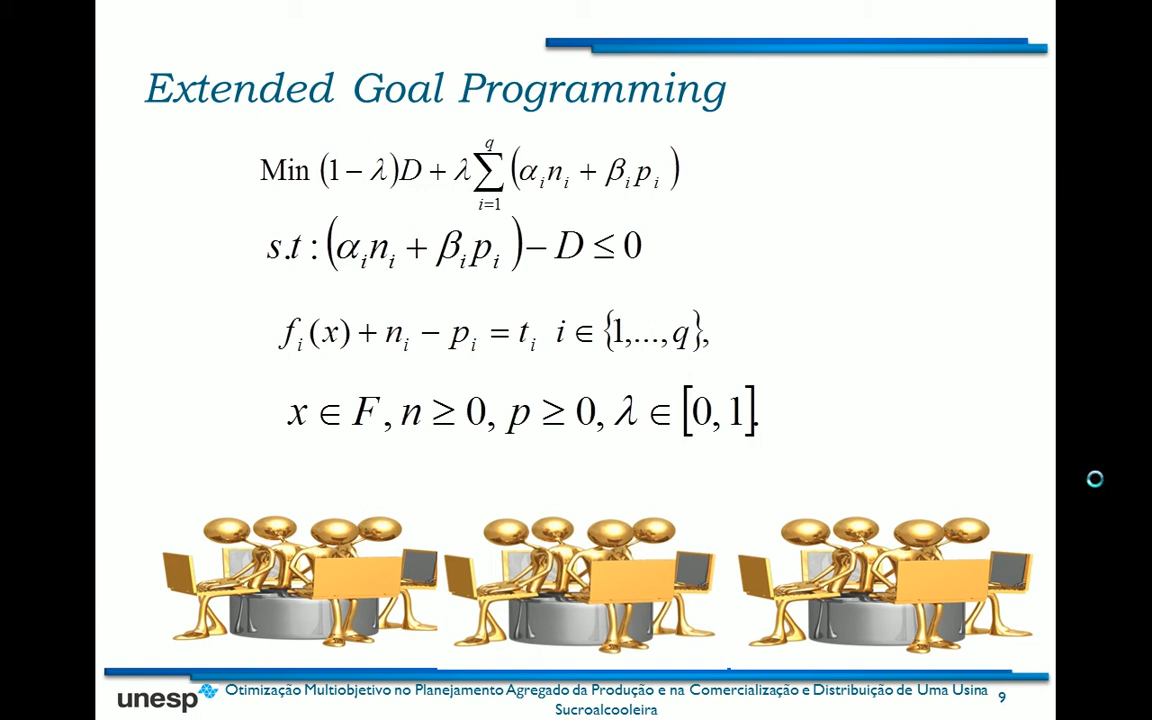 Extended Goal Programming
Min (1 − λ)D + λ∑_{i=1}^{q} (α_i n_i + β_i p_i)
s.t : (α_i n_i + β_i p_i) − D ≤ 0
f_i (x) + n_i − p_i = t_i  i ∈ {1,..., q},
x ∈ F, n ≥ 0, p ≥ 0, λ ∈ [0, 1].
unesp
Otimização Multiobjetivo no Planejamento Agregado da Produção e na Comercialização e Distribuição de Uma Usina
Sucroalcooleira
9